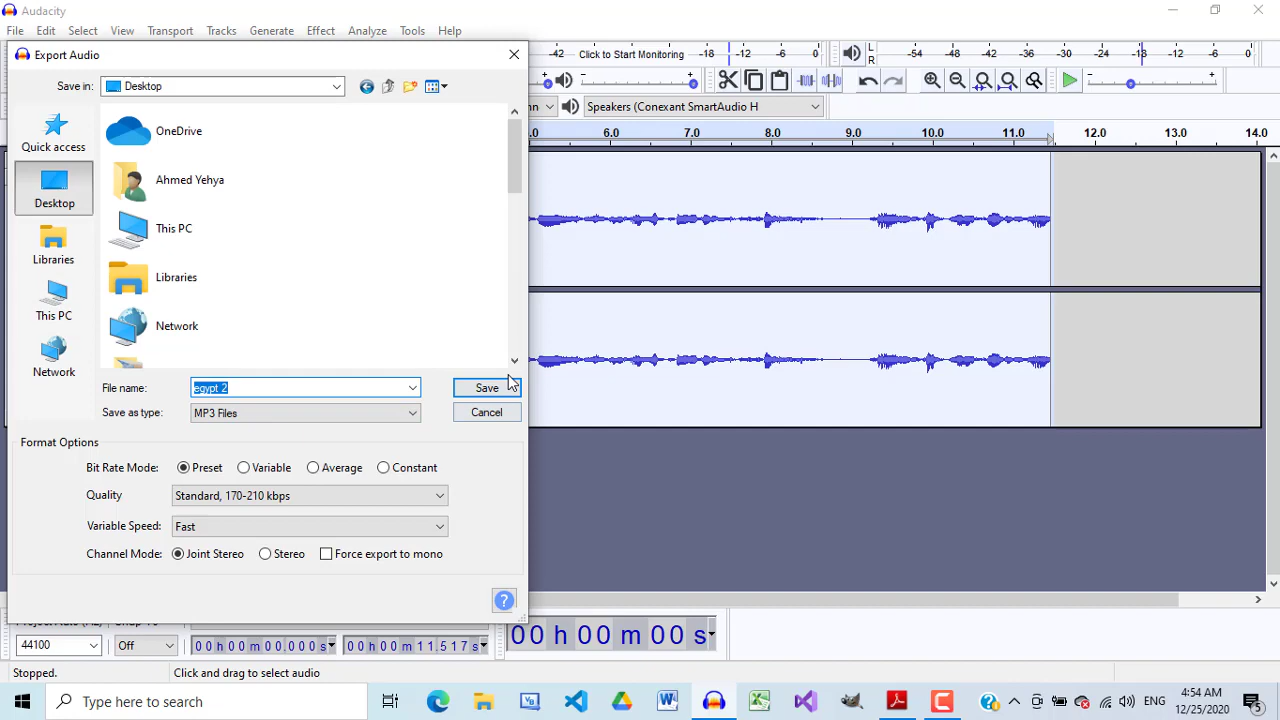 Audacity
File Edit Select View Transport Tracks Generate Effect Analyze Tools Help
Export Audio
-42 Click to Start Monitoring -18 -12 -6 0
L
R
-54 -48 -42 -36 -30 -24 -18 -12 -6 0
Save in: Desktop
Speakers (Conexant SmartAudio H
6.0 7.0 8.0 9.0 10.0 11.0 12.0 13.0 14.0
Quick access
Desktop
Libraries
This PC
Network
OneDrive
Ahmed Yehya
This PC
Libraries
Network
File name: egypt 2 Save
Save as type: MP3 Files Cancel
Format Options
Bit Rate Mode: Preset Variable Average Constant
Quality Standard, 170-210 kbps
Variable Speed: Fast
Channel Mode: Joint Stereo Stereo Force export to mono
?
44100 Off 00 h 00 m 00.000 s 00 h 00 m 11.517 s 00 h 00 m 00 s
Stopped. Click and drag to select audio
Type here to search
ENG
4:54 AM
12/25/2020
5